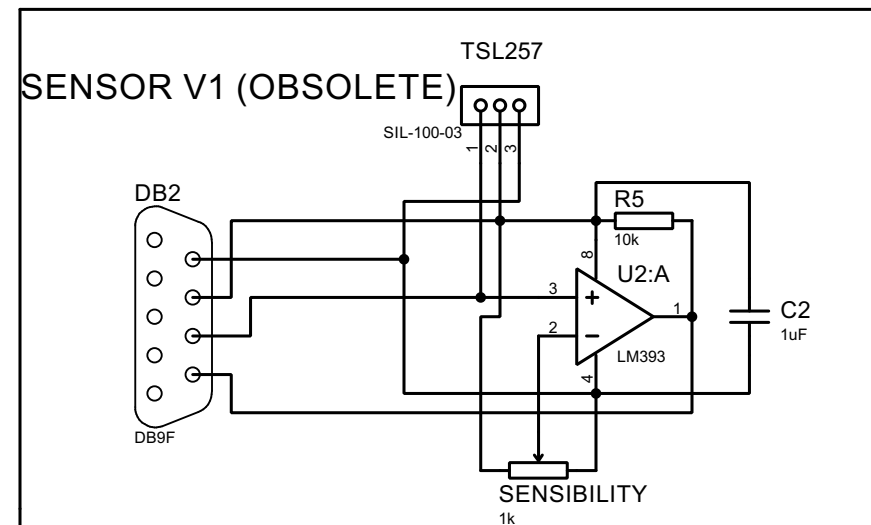 TSL257
SENSOR V1 (OBSOLETE)
SIL-100-03
1
2
3
DB2
R5
10k
8
U2:A
3
2
1
C2
1uF
LM393
4
DB9F
SENSIBILITY
1k